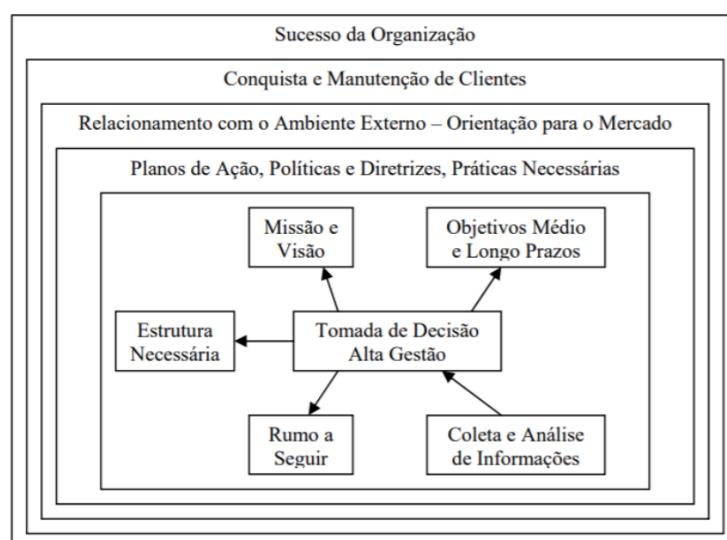 Sucesso da Organização
Conquista e Manutenção de Clientes
Relacionamento com o Ambiente Externo – Orientação para o Mercado
Planos de Ação, Políticas e Diretrizes, Práticas Necessárias
Missão e
Visão
Objetivos Médio
e Longo Prazos
Estrutura
Necessária
Tomada de Decisão
Alta Gestão
Rumo a
Seguir
Coleta e Análise
de Informações